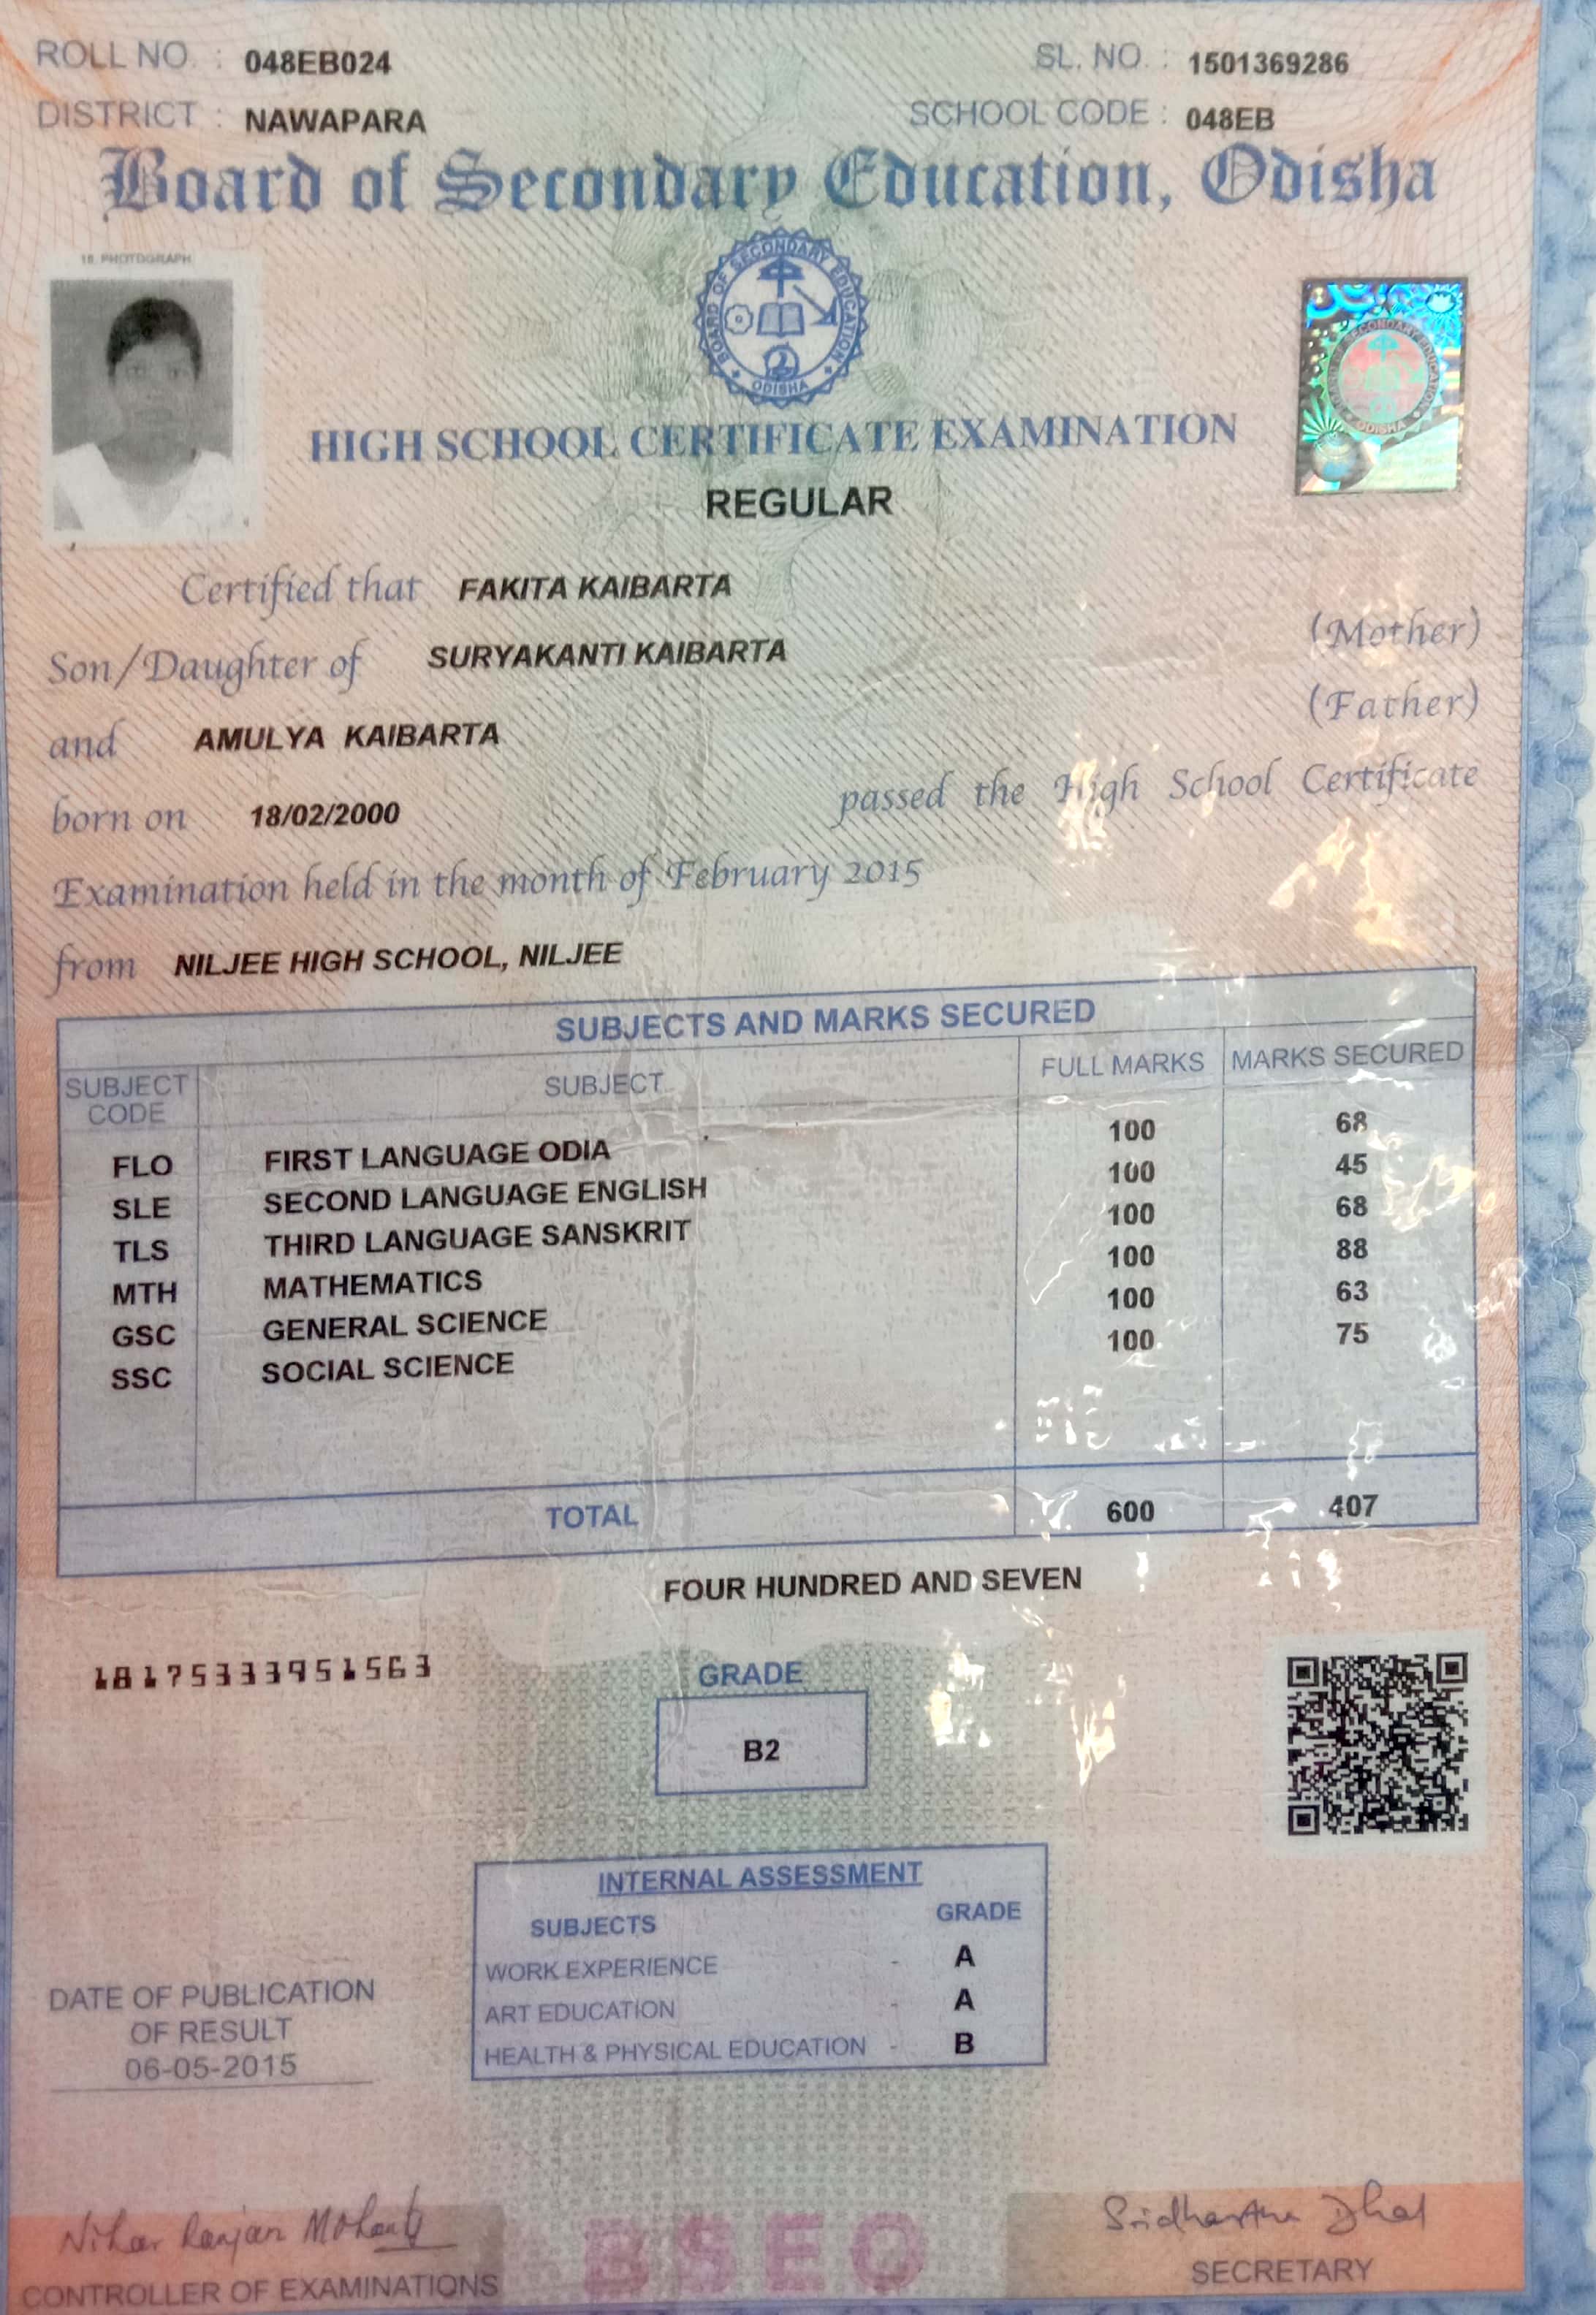 ROLL NO. : 048EB024 SL. NO. : 1501369286
DISTRICT : NAWAPARA SCHOOL CODE : 048EB
Board of Secondary Education, Odisha
18. PHOTOGRAPH
BOARD OF SECONDARY EDUCATION
ODISHA
HIGH SCHOOL CERTIFICATE EXAMINATION
REGULAR
Certified that FAKITA KAIBARTA
Son/Daughter of SURYAKANTI KAIBARTA (Mother)
and AMULYA KAIBARTA (Father)
born on 18/02/2000 passed the High School Certificate
Examination held in the month of February 2015
from NILJEE HIGH SCHOOL, NILJEE
SUBJECTS AND MARKS SECURED
SUBJECT CODE SUBJECT FULL MARKS MARKS SECURED
FLO FIRST LANGUAGE ODIA 100 68
SLE SECOND LANGUAGE ENGLISH 100 45
TLS THIRD LANGUAGE SANSKRIT 100 68
MTH MATHEMATICS 100 88
GSC GENERAL SCIENCE 100 63
SSC SOCIAL SCIENCE 100 75
TOTAL 600 407
FOUR HUNDRED AND SEVEN
18175333951563
GRADE
B2
INTERNAL ASSESSMENT
SUBJECTS GRADE
WORK EXPERIENCE - A
ART EDUCATION - A
HEALTH & PHYSICAL EDUCATION - B
DATE OF PUBLICATION
OF RESULT
06-05-2015
Nihar Ranjan Mohanty
CONTROLLER OF EXAMINATIONS
BSEO
Sridhartha Dhal
SECRETARY